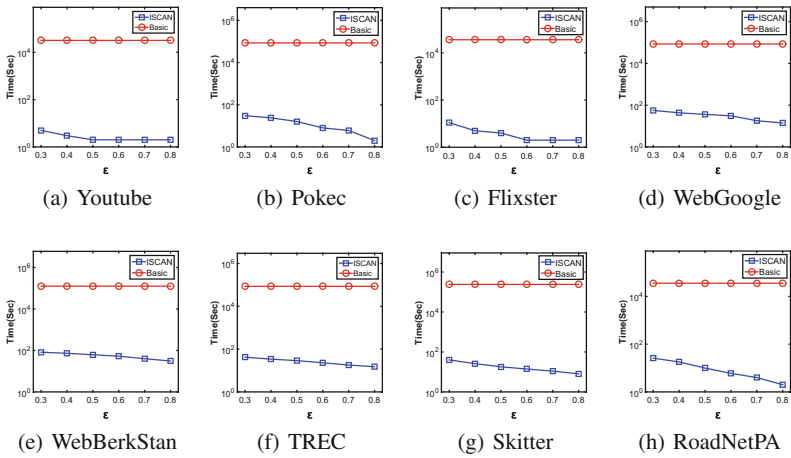 ISCAN
Basic
Time(Sec)
10^4
10^2
10^0
0.3 0.4 0.5 0.6 0.7 0.8
ε
(a) Youtube
ISCAN
Basic
Time(Sec)
10^6
10^4
10^2
10^0
0.3 0.4 0.5 0.6 0.7 0.8
ε
(b) Pokec
ISCAN
Basic
Time(Sec)
10^4
10^2
10^0
0.3 0.4 0.5 0.6 0.7 0.8
ε
(c) Flixster
ISCAN
Basic
Time(Sec)
10^6
10^4
10^2
10^0
0.3 0.4 0.5 0.6 0.7 0.8
ε
(d) WebGoogle
ISCAN
Basic
Time(Sec)
10^6
10^4
10^2
10^0
0.3 0.4 0.5 0.6 0.7 0.8
ε
(e) WebBerkStan
ISCAN
Basic
Time(Sec)
10^6
10^4
10^2
10^0
0.3 0.4 0.5 0.6 0.7 0.8
ε
(f) TREC
ISCAN
Basic
Time(Sec)
10^6
10^4
10^2
10^0
0.3 0.4 0.5 0.6 0.7 0.8
ε
(g) Skitter
ISCAN
Basic
Time(Sec)
10^4
10^2
10^0
0.3 0.4 0.5 0.6 0.7 0.8
ε
(h) RoadNetPA